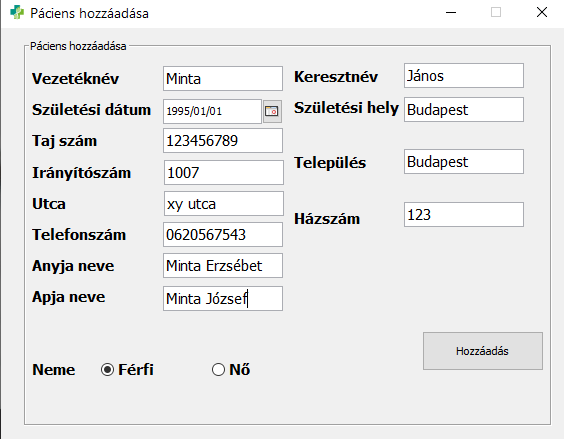 Páciens hozzáadása
Páciens hozzáadása
Vezetéknév Minta Keresztnév János
Születési dátum 1995/01/01 Születési hely Budapest
Taj szám 123456789
Irányítószám 1007 Település Budapest
Utca xy utca Házszám 123
Telefonszám 0620567543
Anyja neve Minta Erzsébet
Apja neve Minta József
Hozzáadás
Neme Férfi Nő